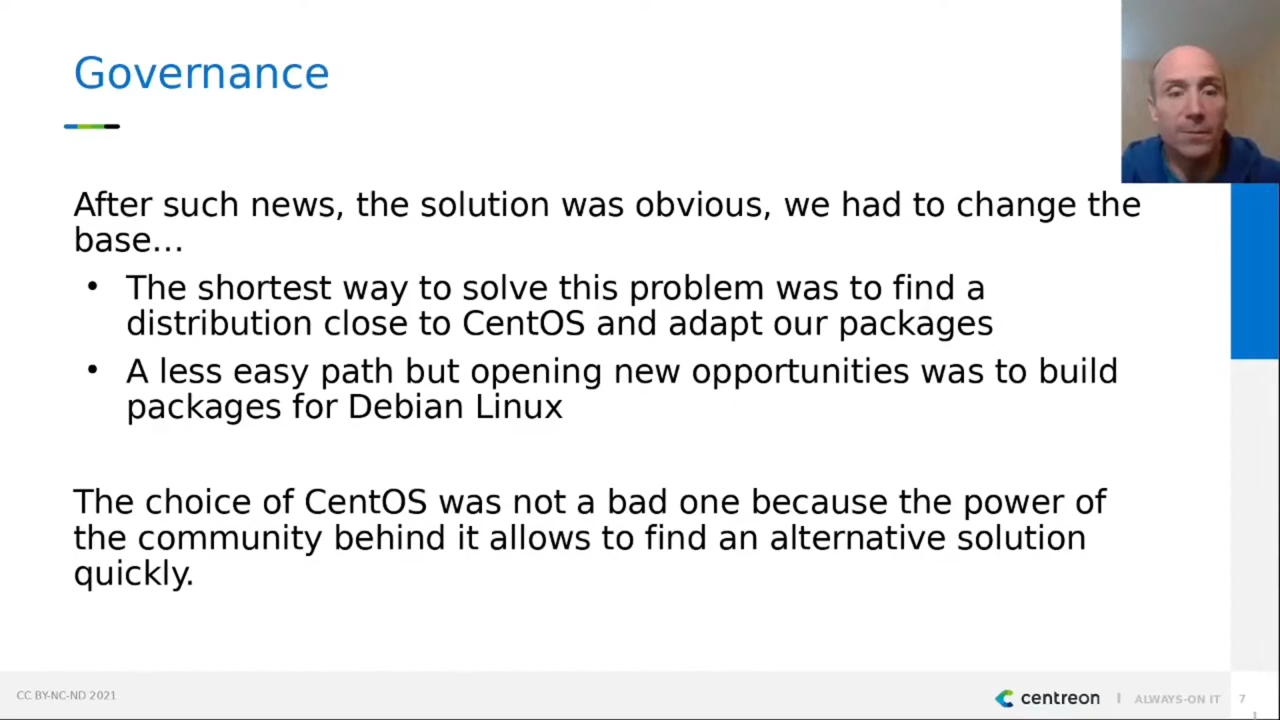 Governance
After such news, the solution was obvious, we had to change the
base...
• The shortest way to solve this problem was to find a
distribution close to CentOS and adapt our packages
• A less easy path but opening new opportunities was to build
packages for Debian Linux
The choice of CentOS was not a bad one because the power of
the community behind it allows to find an alternative solution
quickly.
CC BY-NC-ND 2021
centreon | ALWAYS-ON IT 7